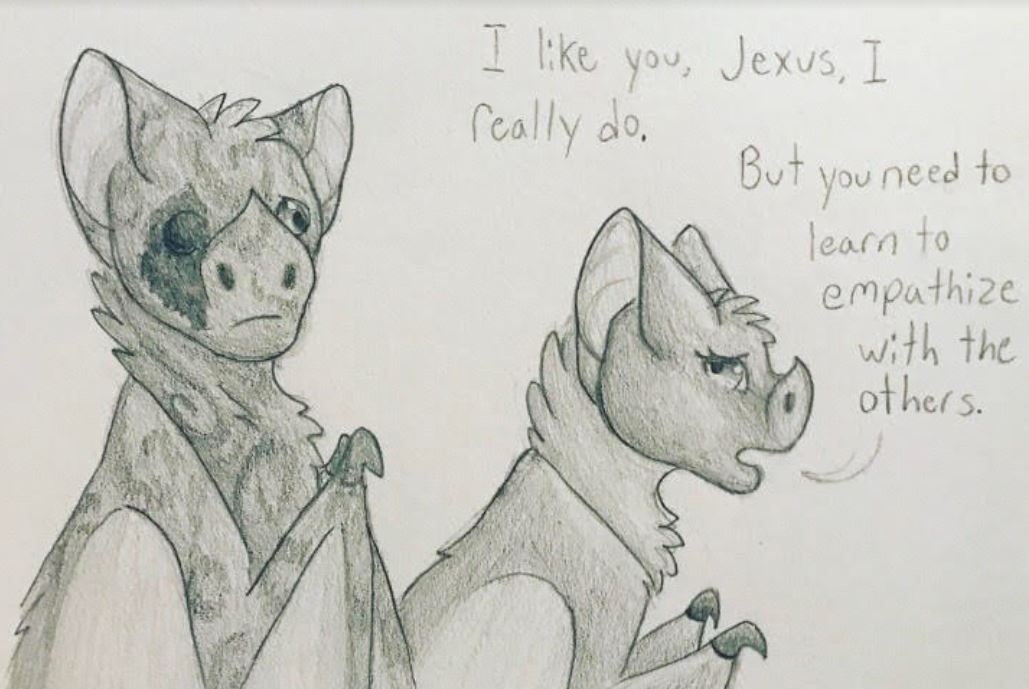 I like you, Jexus, I
really do.
But you need to
learn to
empathize
with the
others.